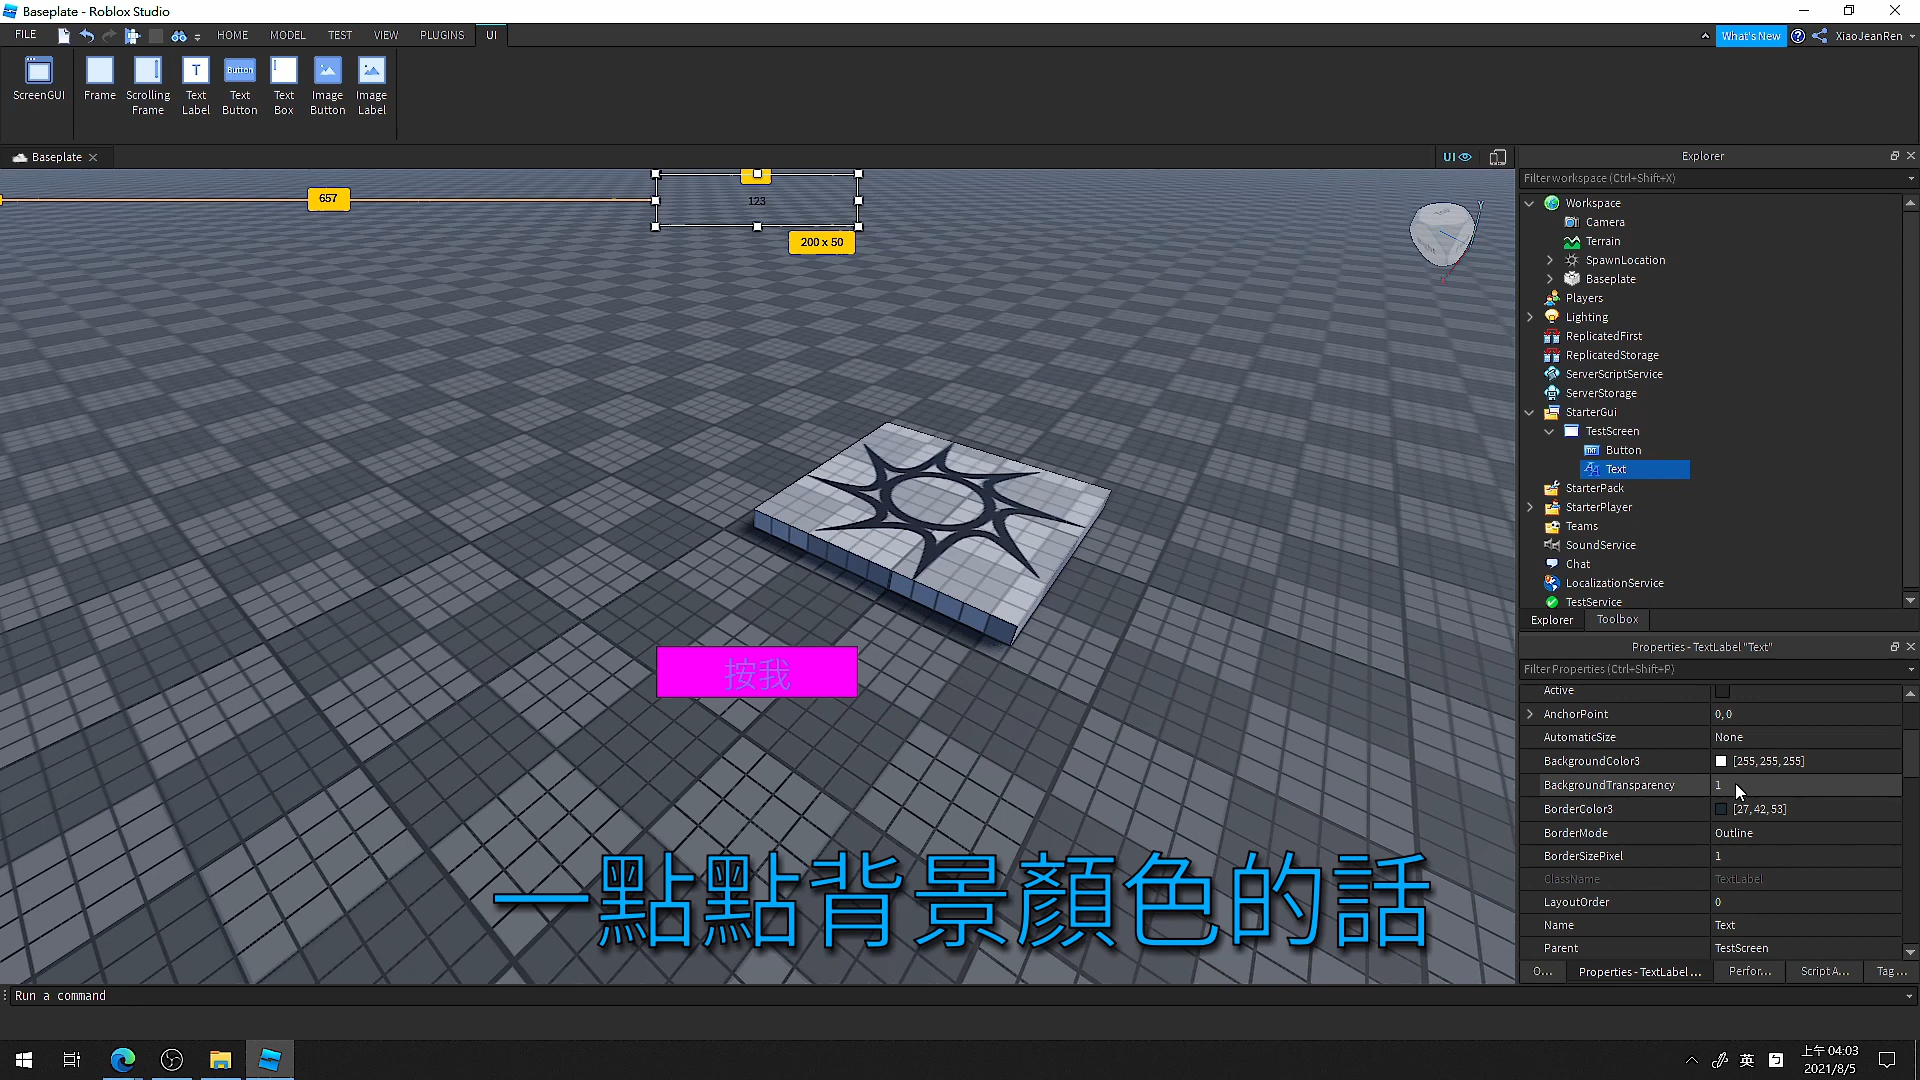 Baseplate - Roblox Studio
FILE
HOME
MODEL
TEST
VIEW
PLUGINS
UI
What's New
XiaoJeanRen
ScreenGUI
Frame
Scrolling Frame
Text Label
Button
Text Button
Text Box
Image Button
Image Label
Baseplate
UI
Explorer
Filter workspace (Ctrl+Shift+X)
657
123
200 x 50
Workspace
Camera
Terrain
SpawnLocation
Baseplate
Players
Lighting
ReplicatedFirst
ReplicatedStorage
ServerScriptService
ServerStorage
StarterGui
TestScreen
Button
Text
StarterPack
StarterPlayer
Teams
SoundService
Chat
LocalizationService
TestService
Explorer
Toolbox
Properties - TextLabel "Text"
Filter Properties (Ctrl+Shift+P)
Active
AnchorPoint 0, 0
AutomaticSize None
BackgroundColor3 [255, 255, 255]
BackgroundTransparency 1
BorderColor3 [27, 42, 53]
BorderMode Outline
BorderSizePixel 1
ClassName TextLabel
LayoutOrder 0
Name Text
Parent TestScreen
按我
一點點背景顏色的話
O...
Properties - TextLabel ...
Perfor...
Script A...
Tag ...
Run a command
英
上午 04:03
2021/8/5